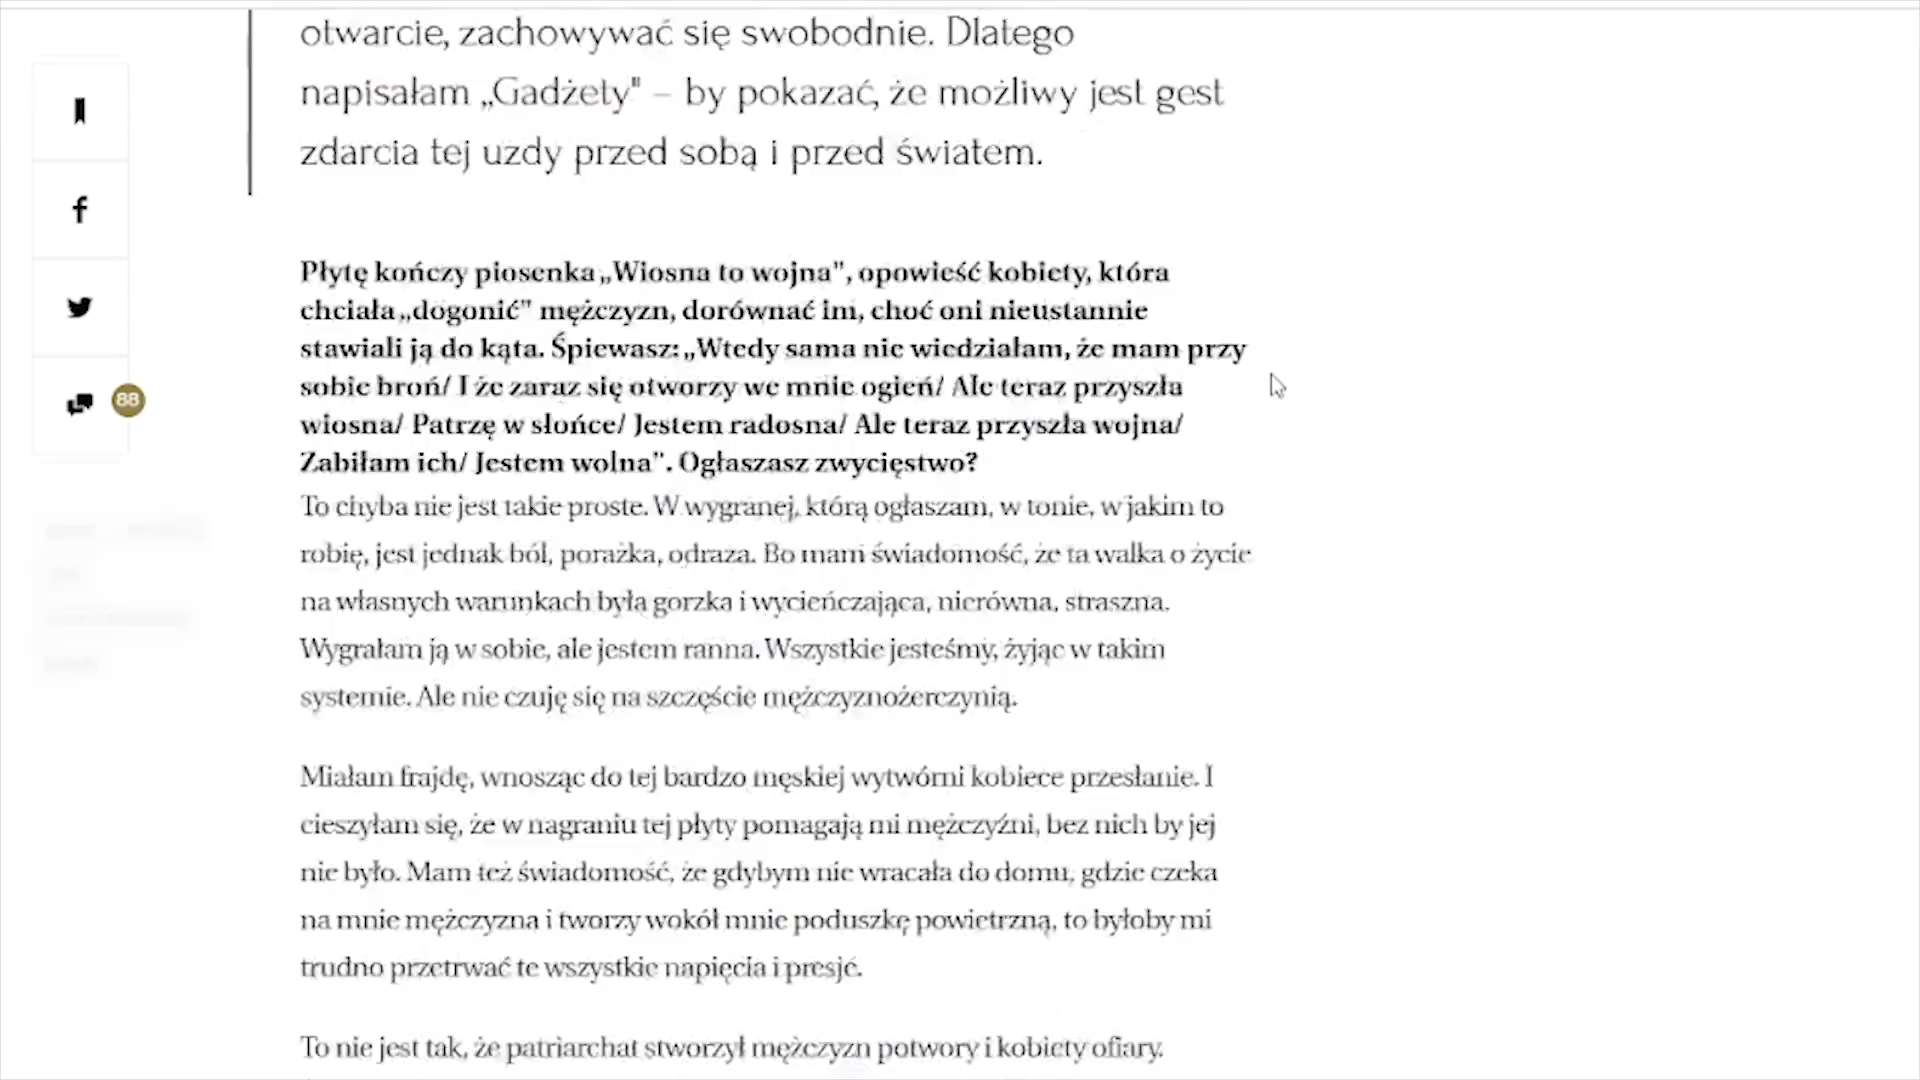 otwarcie, zachowywać się swobodnie. Dlatego
napisałam „Gadżety" – by pokazać, że możliwy jest gest
zdarcia tej uzdy przed sobą i przed światem.
Płytę kończy piosenka „Wiosna to wojna", opowieść kobiety, która
chciała „dogonić" mężczyzn, dorównać im, choć oni nieustannie
stawiali ją do kąta. Śpiewasz: „Wtedy sama nie wiedziałam, że mam przy
sobie broń/ I że zaraz się otworzy we mnie ogień/ Ale teraz przyszła
wiosna/ Patrzę w słońce/ Jestem radosna/ Ale teraz przyszła wojna/
Zabiłam ich/ Jestem wolna". Ogłaszasz zwycięstwo?
To chyba nie jest takie proste. W wygranej, którą ogłaszam, w tonie, w jakim to
robię, jest jednak ból, porażka, odraza. Bo mam świadomość, że ta walka o życie
na własnych warunkach była gorzka i wycieńczająca, nierówna, straszna.
Wygrałam ją w sobie, ale jestem ranna. Wszystkie jesteśmy, żyjąc w takim
systemie. Ale nie czuję się na szczęście mężczyznożerczynią.
Miałam frajdę, wnosząc do tej bardzo męskiej wytwórni kobiece przesłanie. I
cieszyłam się, że w nagraniu tej płyty pomagają mi mężczyźni, bez nich by jej
nie było. Mam też świadomość, że gdybym nie wracała do domu, gdzie czeka
na mnie mężczyzna i tworzy wokół mnie poduszkę powietrzną, to byłoby mi
trudno przetrwać te wszystkie napięcia i presje.
To nie jest tak, że patriarchat stworzył mężczyzn potwory i kobiety ofiary.
88